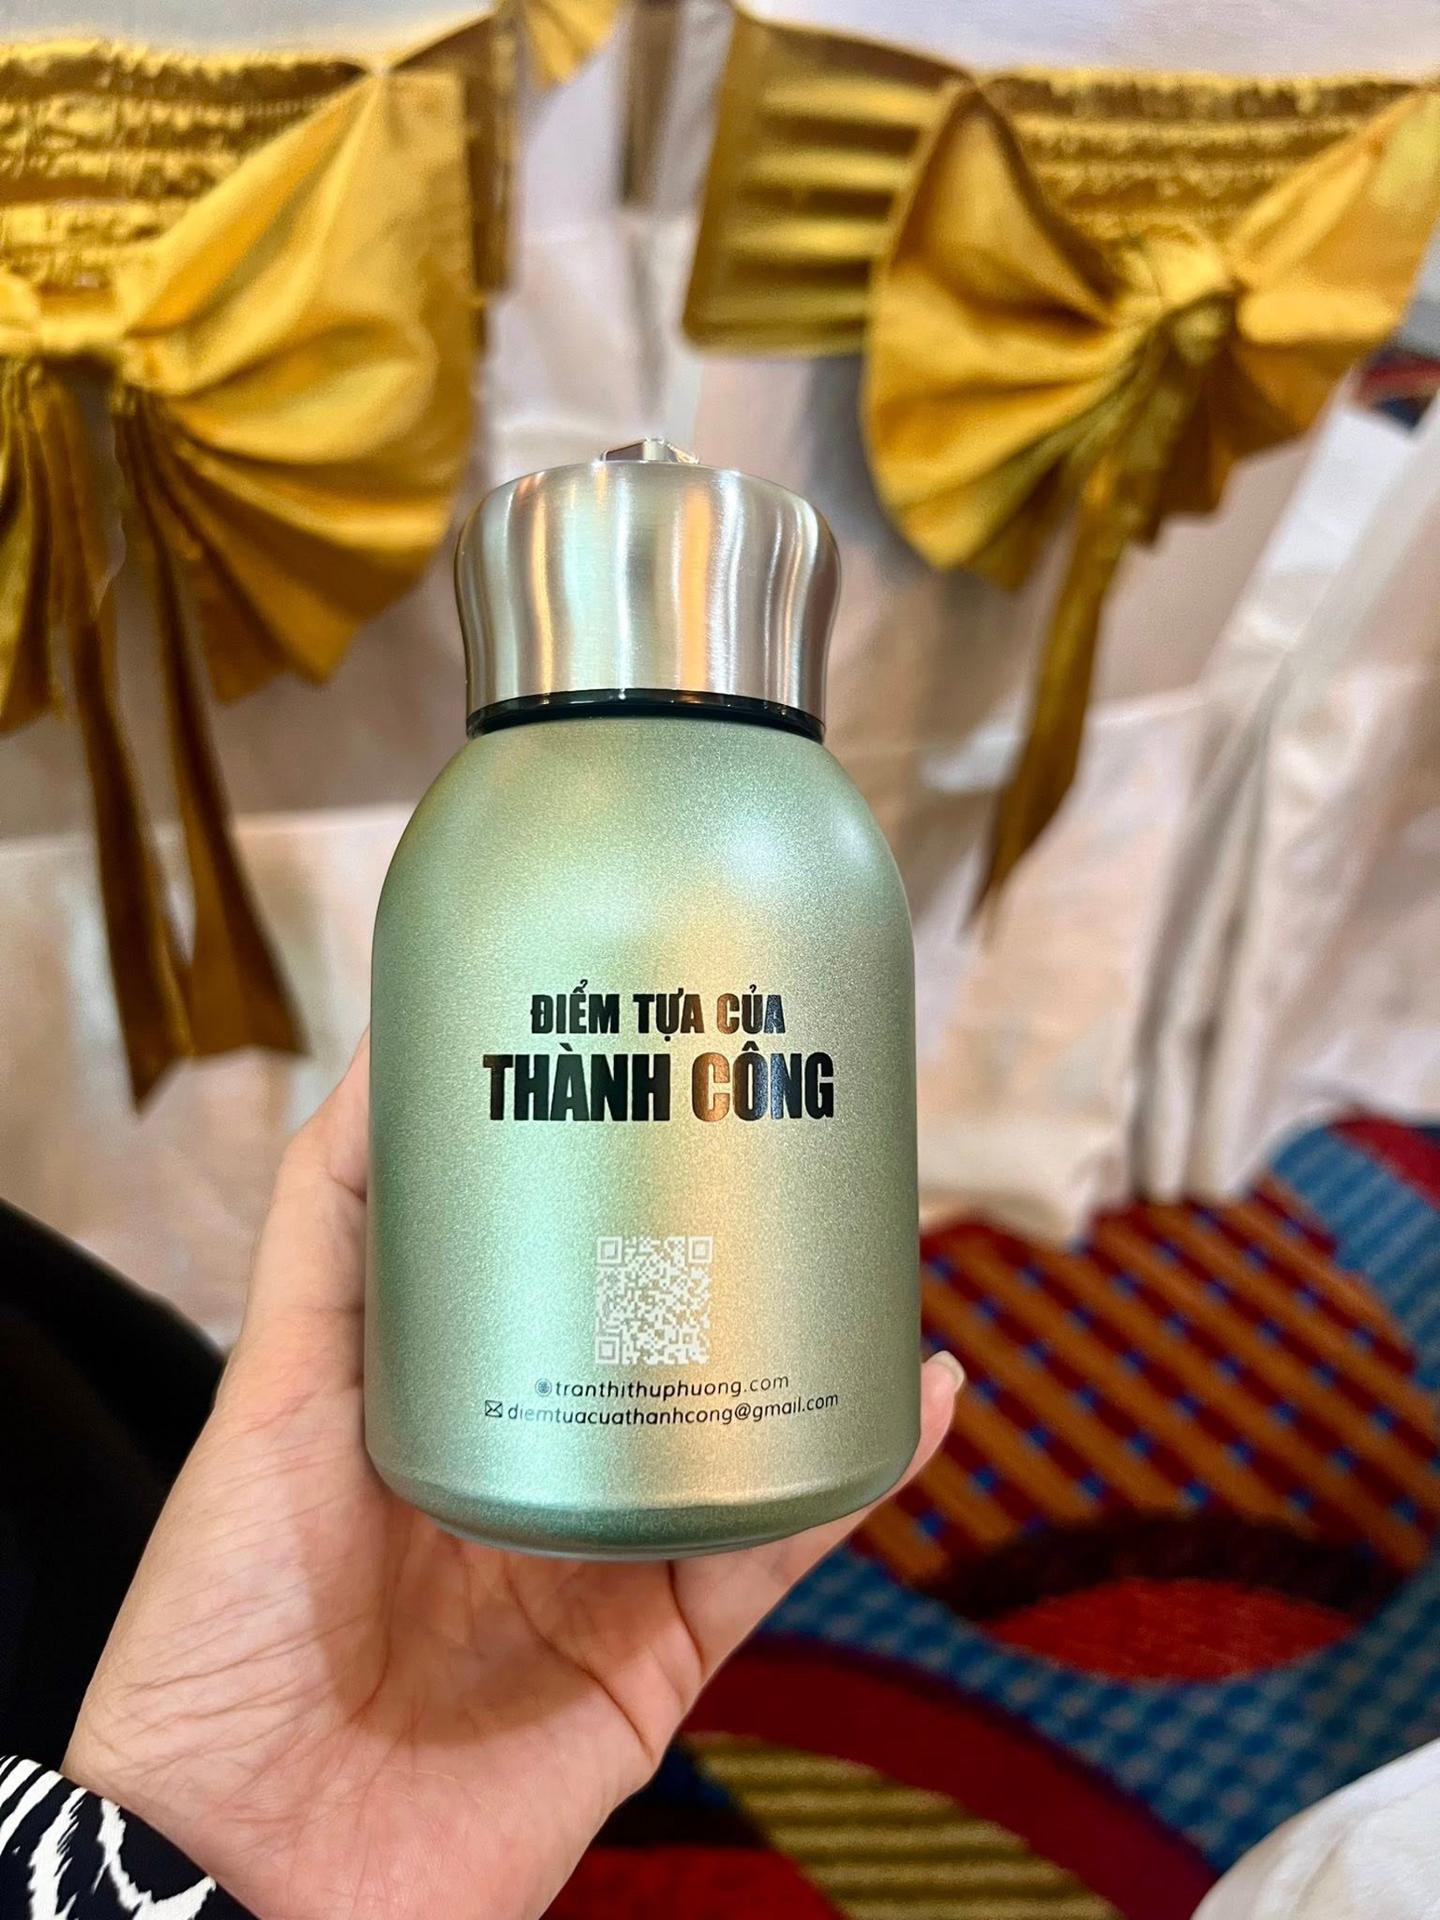 ĐIỂM TỰA CỦA
THÀNH CÔNG
tranthithuphuong.com
diemtuacuathanhcong@gmail.com